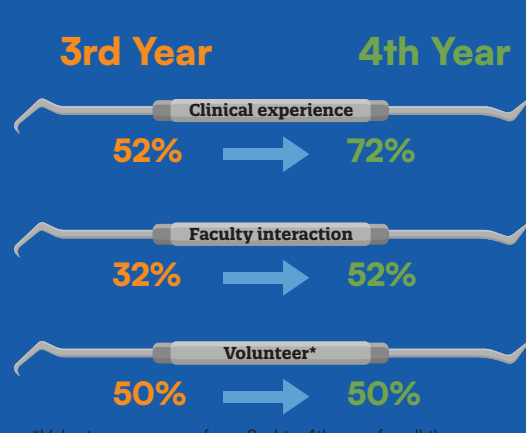 3rd Year 4th Year
Clinical experience
52% 72%
Faculty interaction
32% 52%
Volunteer*
50% 50%